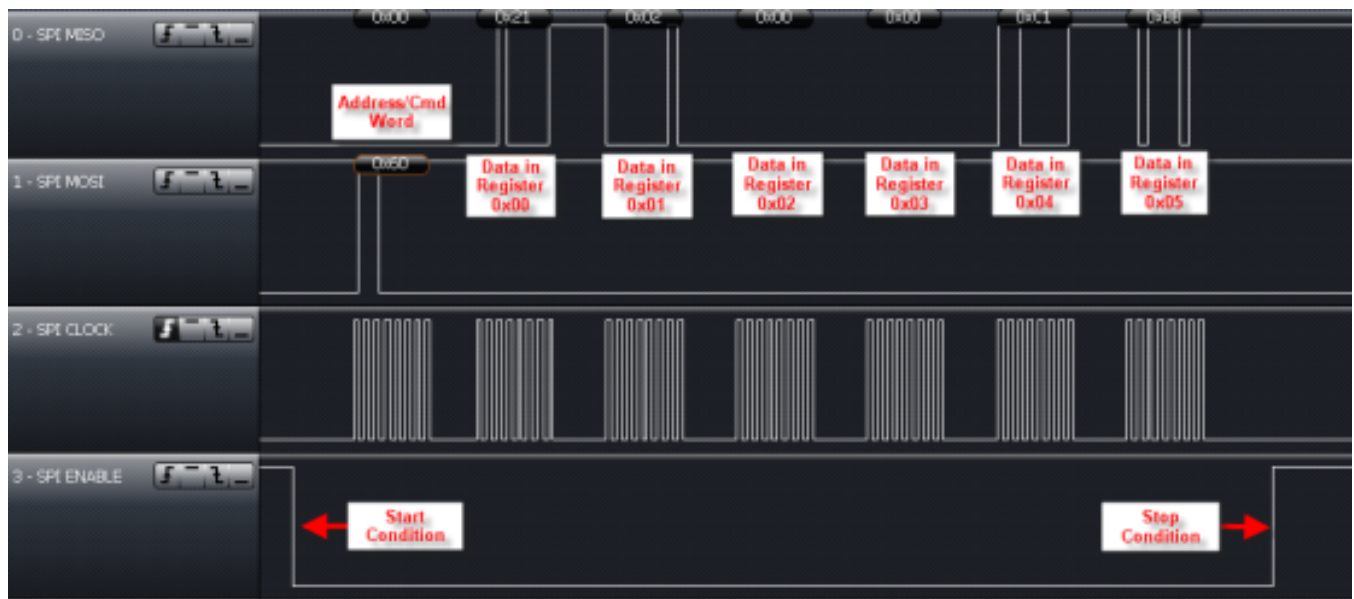 0 - SPI MISO
0x00
0x21
0x02
0x00
0x00
0xC1
0xBB
Address/Cmd
Word
1 - SPI MOSI
0x60
Data in
Register
0x00
Data in
Register
0x01
Data in
Register
0x02
Data in
Register
0x03
Data in
Register
0x04
Data in
Register
0x05
2 - SPI CLOCK
3 - SPI ENABLE
Start
Condition
Stop
Condition